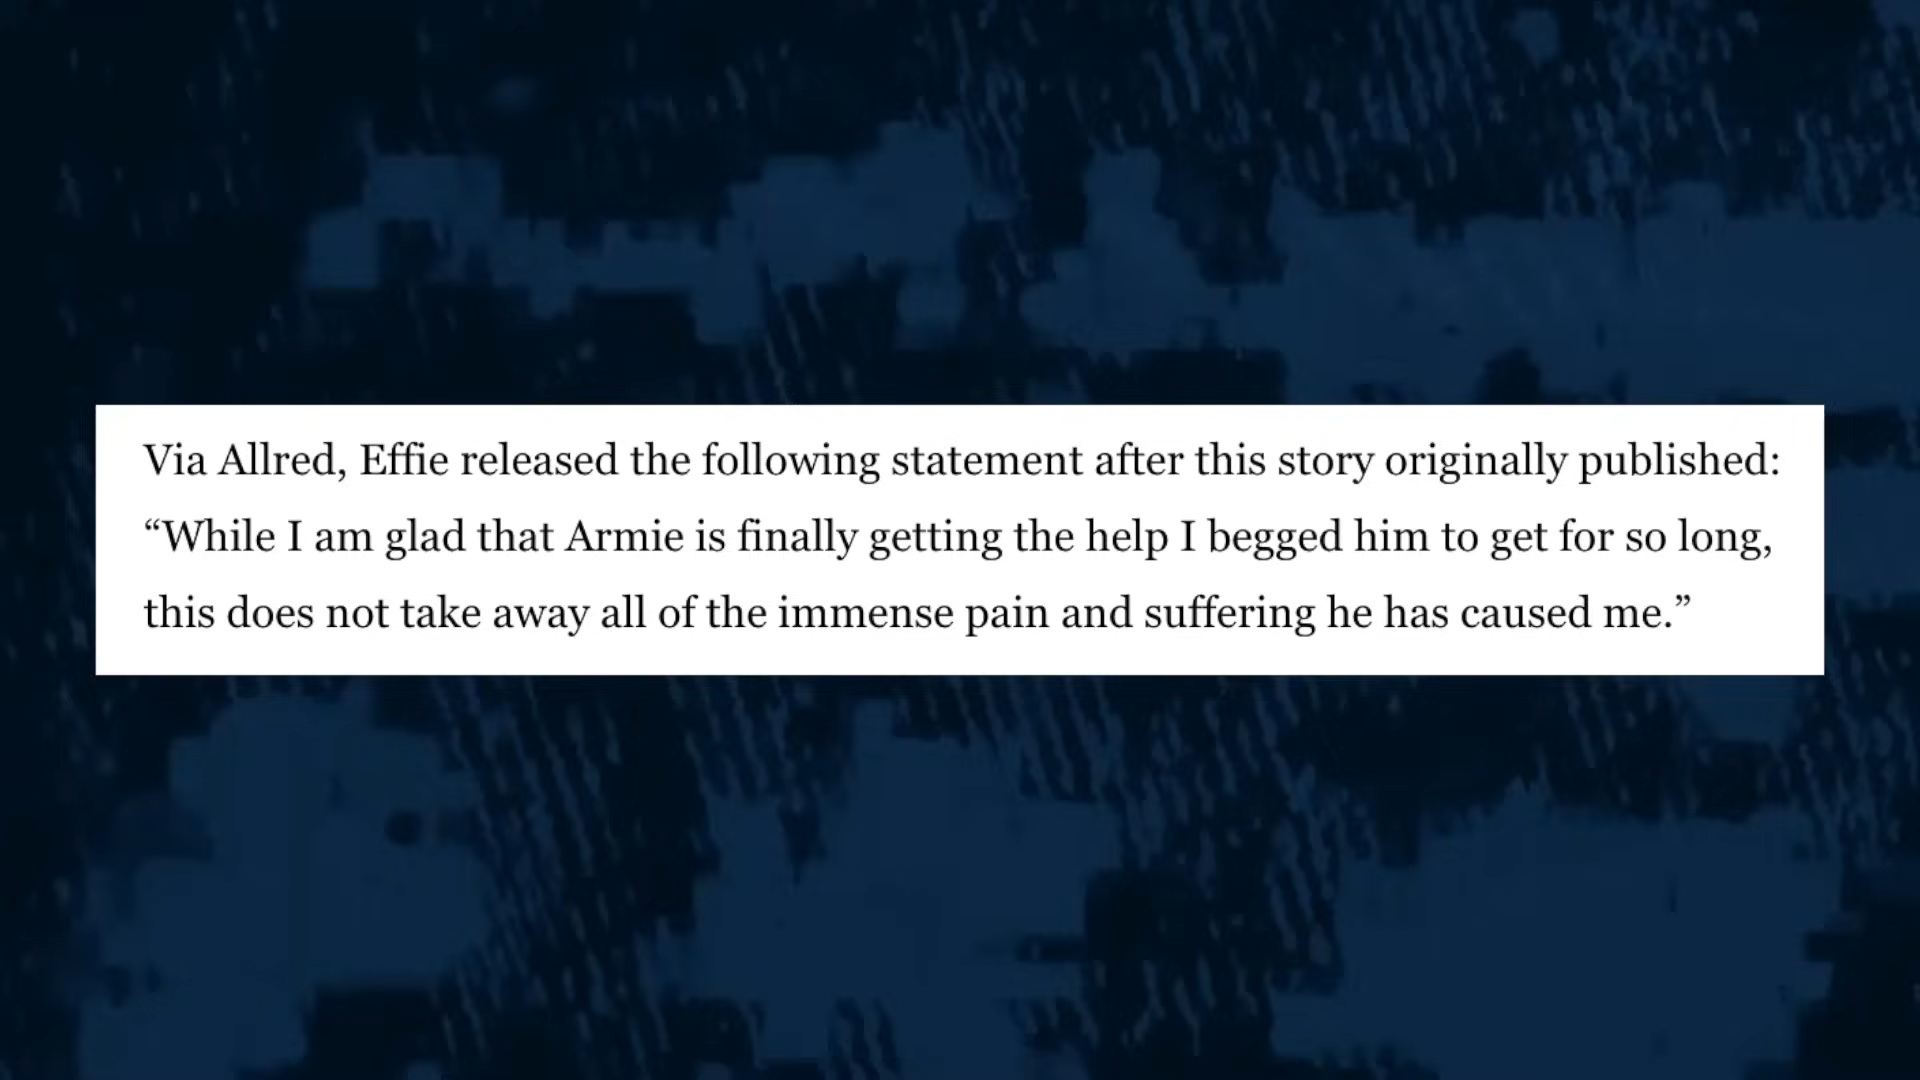 Via Allred, Effie released the following statement after this story originally published:
“While I am glad that Armie is finally getting the help I begged him to get for so long,
this does not take away all of the immense pain and suffering he has caused me.”